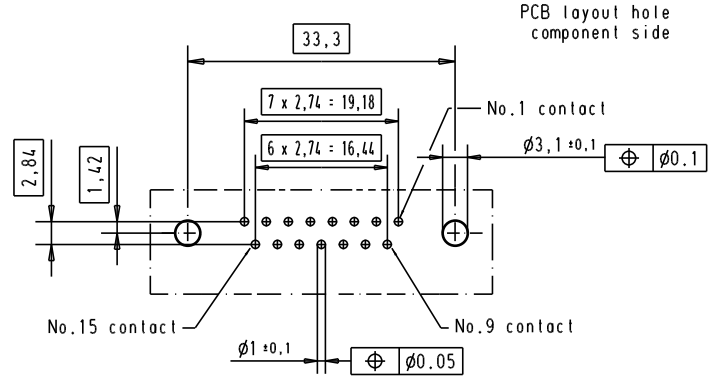 PCB layout hole
component side
33,3
7 x 2,74 = 19,18
No.1 contact
6 x 2,74 = 16,44
Ø3,1 ±0,1
⌖ Ø0.1
2,84
1,42
No.15 contact
No.9 contact
Ø1 ±0,1
⌖ Ø0.05